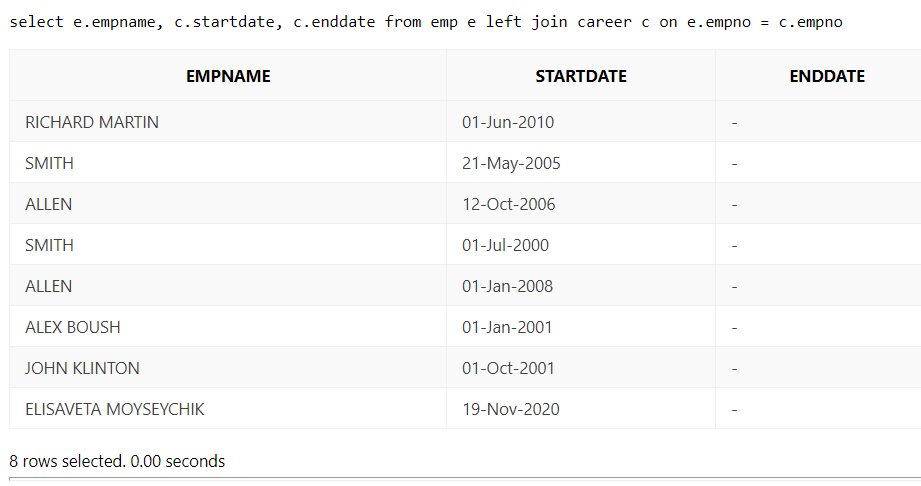 select e.empname, c.startdate, c.enddate from emp e left join career c on e.empno = c.empno
EMPNAME STARTDATE ENDDATE
RICHARD MARTIN 01-Jun-2010 -
SMITH 21-May-2005 -
ALLEN 12-Oct-2006 -
SMITH 01-Jul-2000 -
ALLEN 01-Jan-2008 -
ALEX BOUSH 01-Jan-2001 -
JOHN KLINTON 01-Oct-2001 -
ELISAVETA MOYSEYCHIK 19-Nov-2020 -
8 rows selected. 0.00 seconds